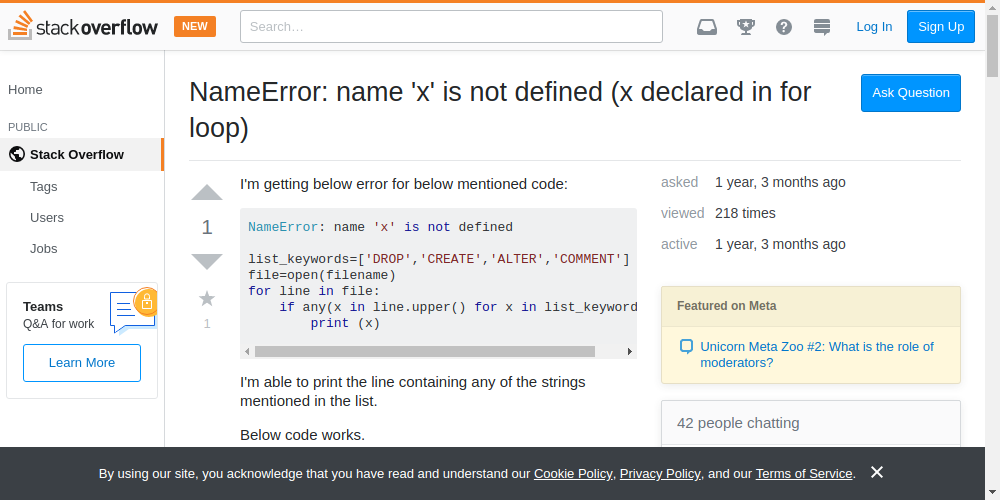 stackoverflow NEW Search… Log In Sign Up
Home
PUBLIC
Stack Overflow
Tags
Users
Jobs
Teams
Q&A for work
Learn More
NameError: name 'x' is not defined (x declared in for
loop)
Ask Question
1
1
I'm getting below error for below mentioned code:
NameError: name 'x' is not defined
list_keywords=['DROP','CREATE','ALTER','COMMENT']
file=open(filename)
for line in file:
if any(x in line.upper() for x in list_keyword
print (x)
I'm able to print the line containing any of the strings
mentioned in the list.
Below code works.
asked 1 year, 3 months ago
viewed 218 times
active 1 year, 3 months ago
Featured on Meta
Unicorn Meta Zoo #2: What is the role of
moderators?
42 people chatting
By using our site, you acknowledge that you have read and understand our Cookie Policy, Privacy Policy, and our Terms of Service.